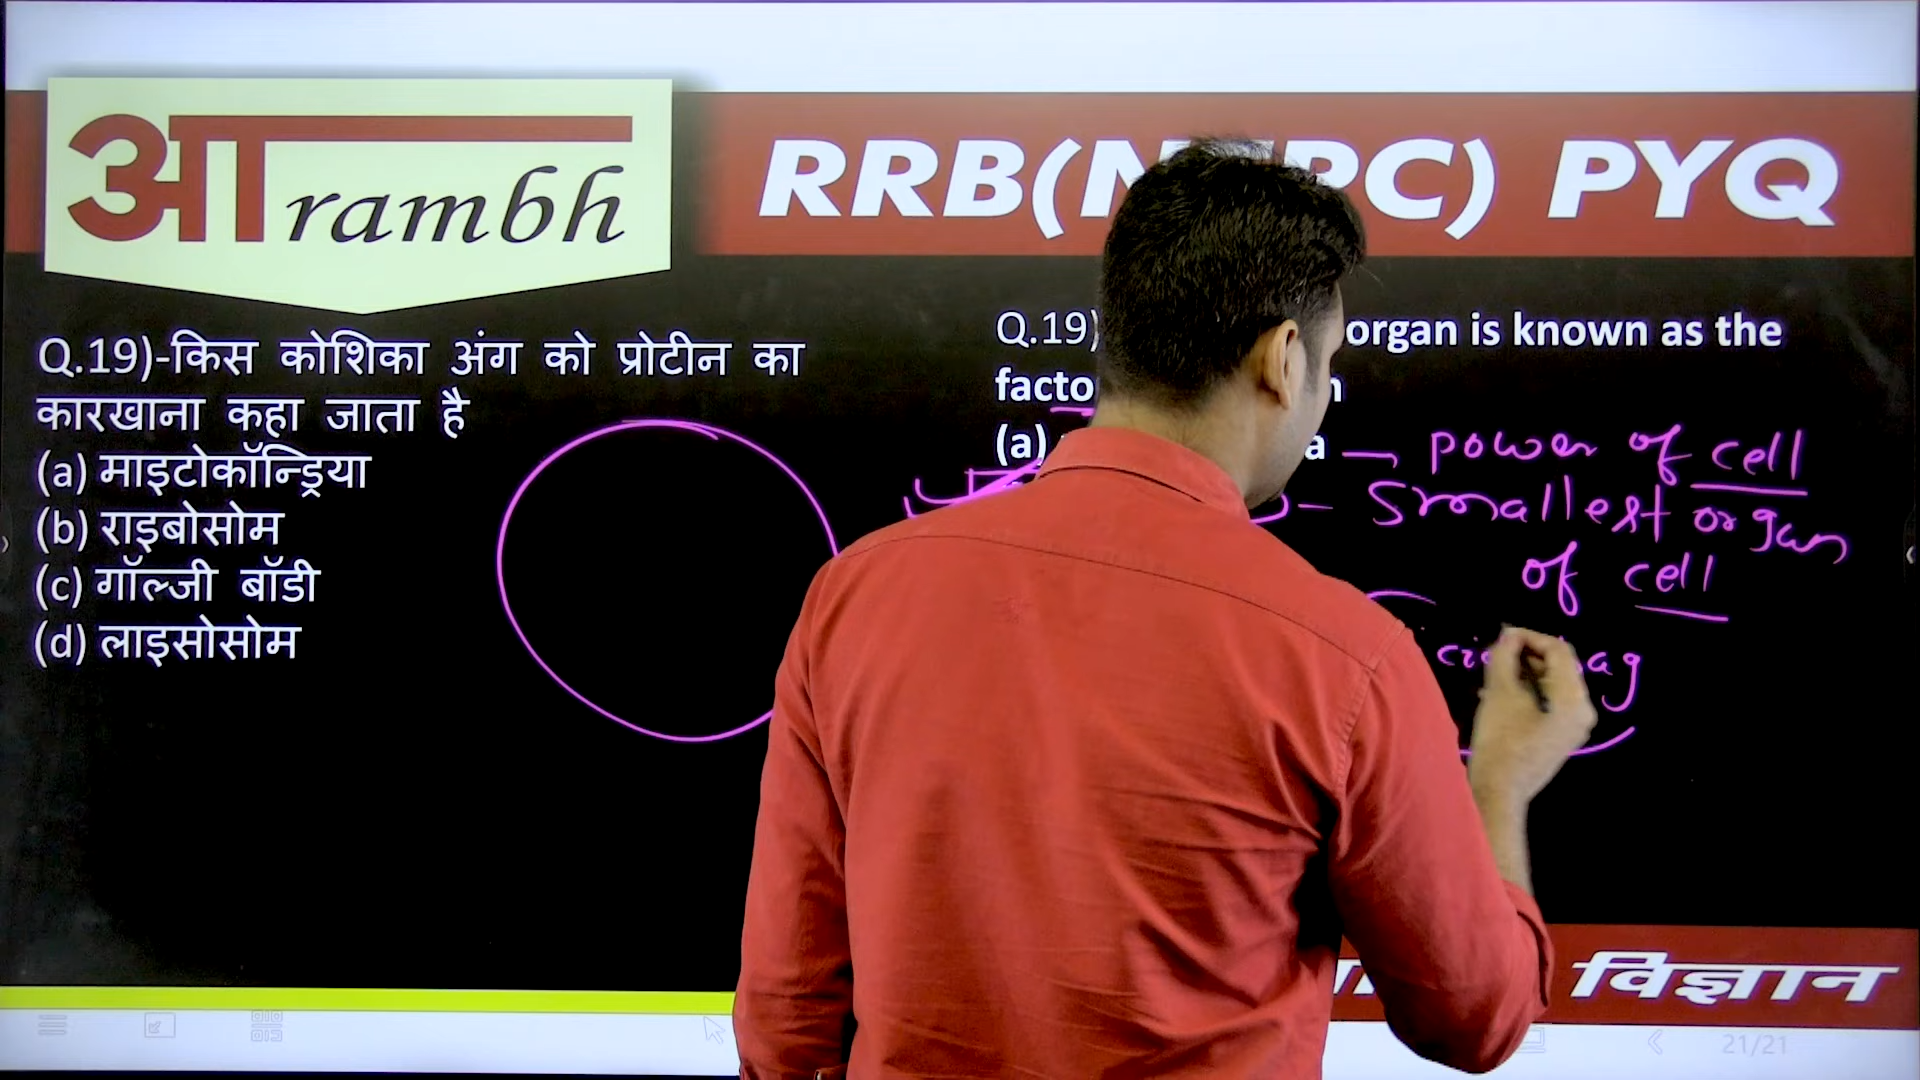 आrambh
RRB(N PC) PYQ
Q.19)-किस कोशिका अंग को प्रोटीन का
कारखाना कहा जाता है
(a) माइटोकॉन्ड्रिया
(b) राइबोसोम
(c) गॉल्जी बॉडी
(d) लाइसोसोम
Q.19) organ is known as the
(a)
power of cell
smallest organ
of cell
विज्ञान
21/21